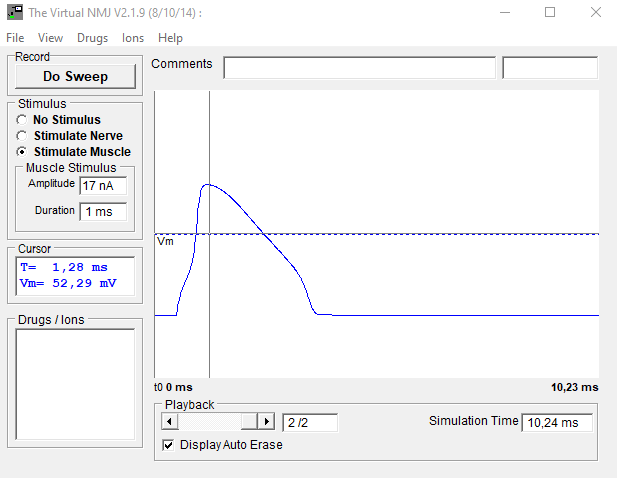 The Virtual NMJ V2.1.9 (8/10/14) :
File View Drugs Ions Help
Record
Do Sweep
Comments
Stimulus
No Stimulus
Stimulate Nerve
Stimulate Muscle
Muscle Stimulus
Amplitude 17 nA
Duration 1 ms
Cursor
T= 1,28 ms
Vm= 52,29 mV
Drugs / Ions
Vm
t0 0 ms 10,23 ms
Playback
2 /2 Simulation Time 10,24 ms
Display Auto Erase